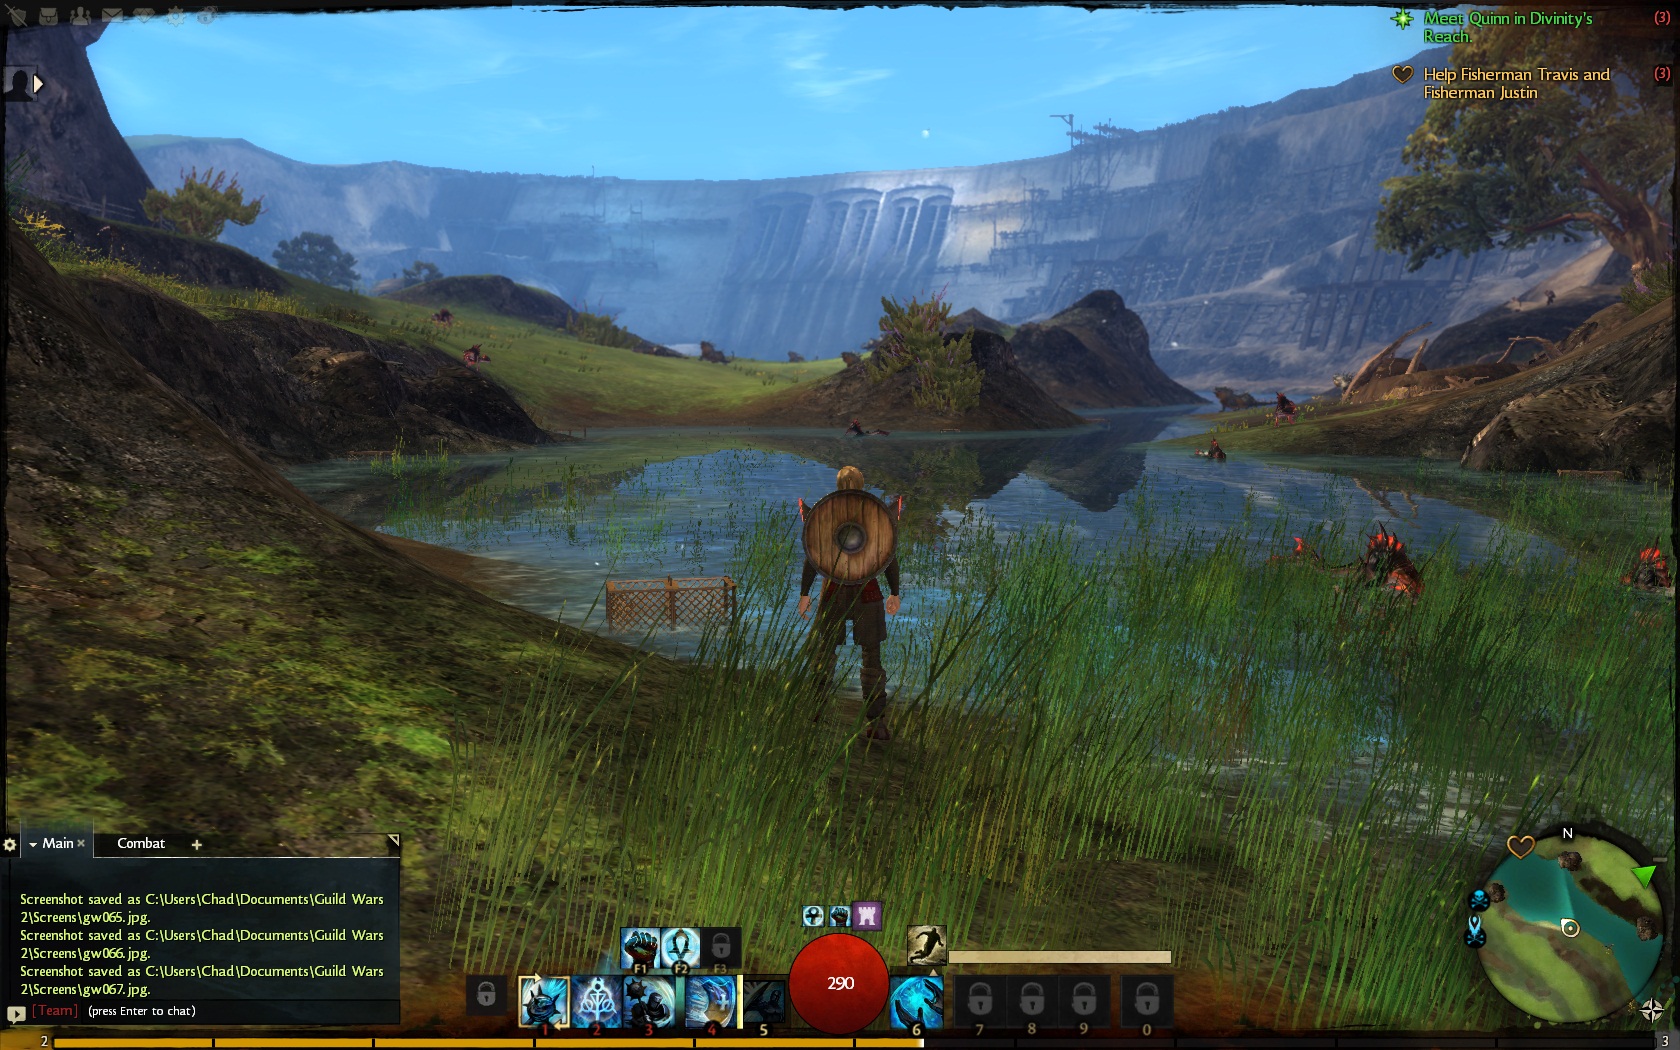 Meet Quinn in Divinity's
(3)
Reach.
Help Fisherman Travis and
(3)
Fisherman Justin
N
Main
Combat
Screenshot saved as C:\Users\Chad\Documents\Guild Wars
2\Screens\gw065.jpg.
Screenshot saved as C:\Users\Chad\Documents\Guild Wars
2\Screens\gw066.jpg.
Screenshot saved as C:\Users\Chad\Documents\Guild Wars
2\Screens\gw067.jpg.
[Team] (press Enter to chat)
F1 F2 F3
290
1 2 3 4 5 6 7 8 9 0
2
3